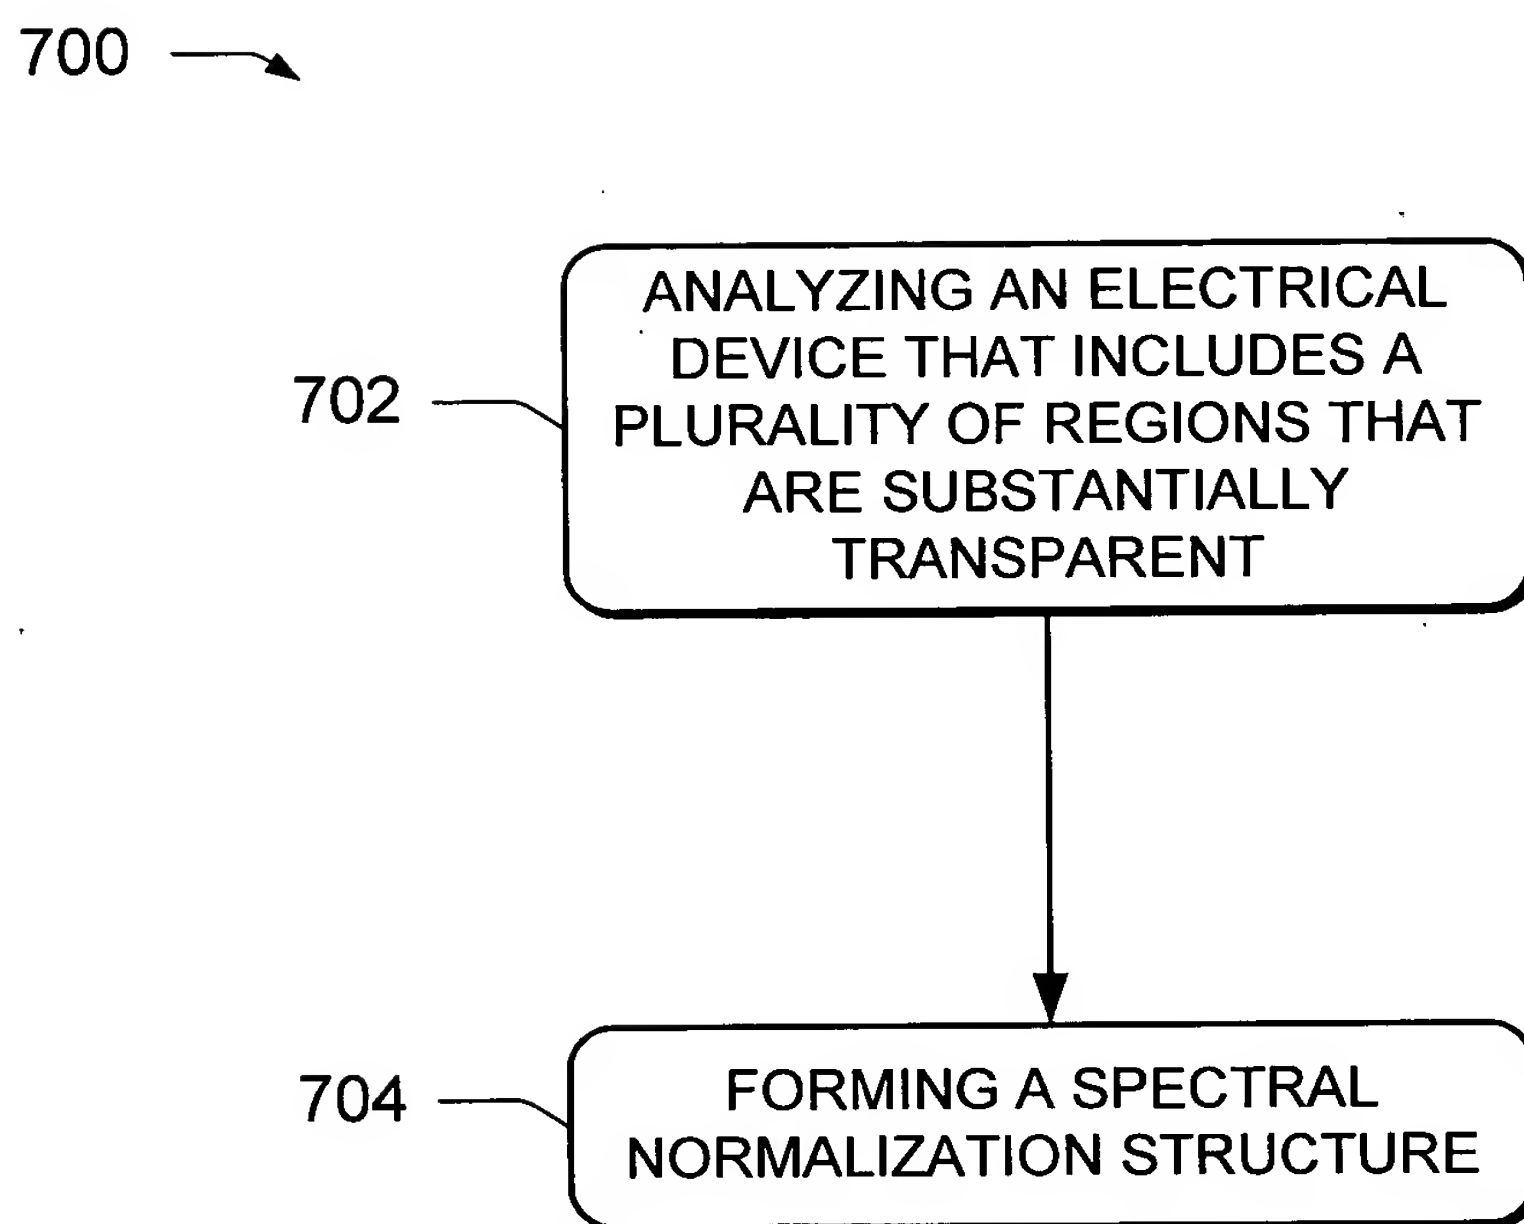 700
702
ANALYZING AN ELECTRICAL
DEVICE THAT INCLUDES A
PLURALITY OF REGIONS THAT
ARE SUBSTANTIALLY
TRANSPARENT
704
FORMING A SPECTRAL
NORMALIZATION STRUCTURE